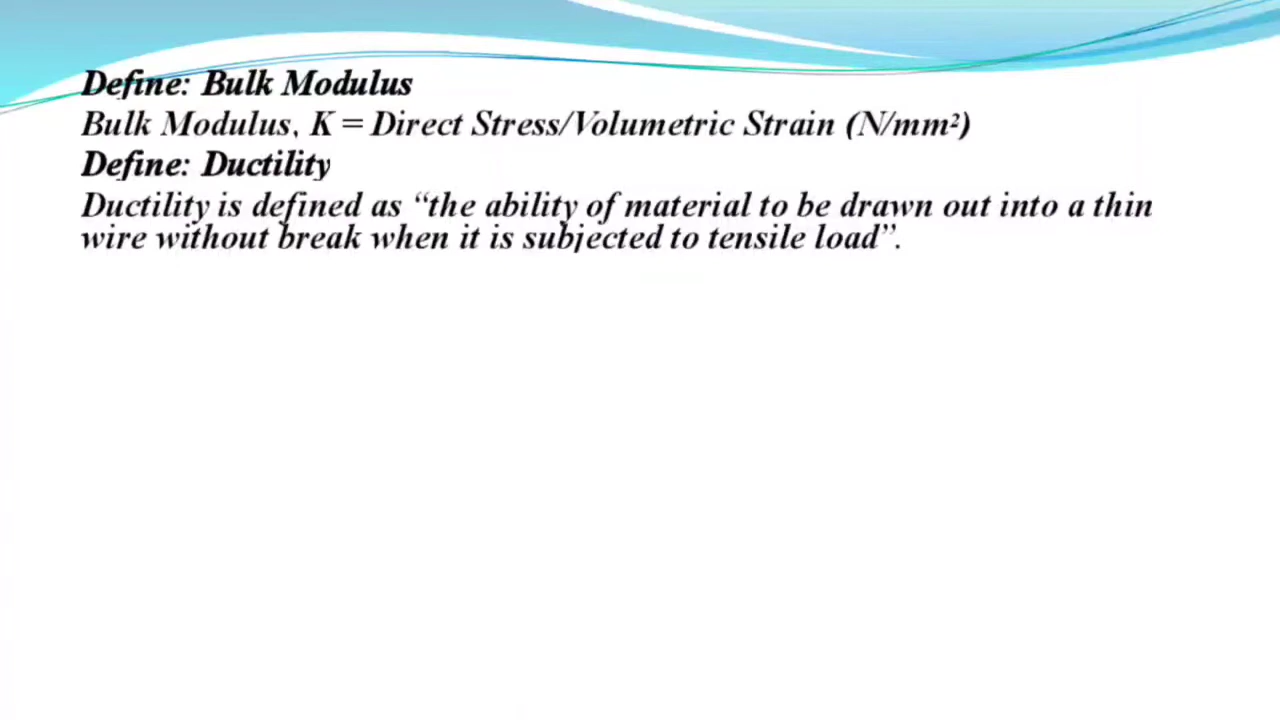 Define: Bulk Modulus
Bulk Modulus, K = Direct Stress/Volumetric Strain (N/mm²)
Define: Ductility
Ductility is defined as “the ability of material to be drawn out into a thin
wire without break when it is subjected to tensile load”.